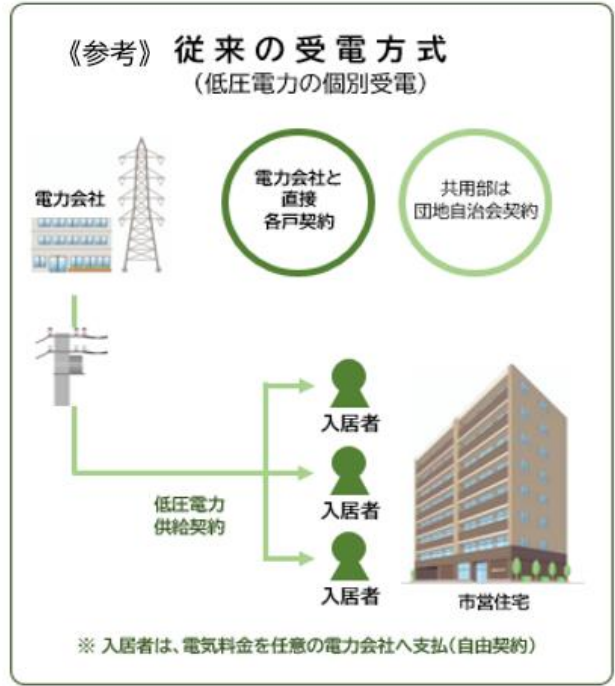 《参考》 従来の受電方式
(低圧電力の個別受電)
電力会社
電力会社と
直接
各戸契約
共用部は
団地自治会契約
入居者
入居者
低圧電力
供給契約
入居者
市営住宅
※ 入居者は、電気料金を任意の電力会社へ支払(自由契約)